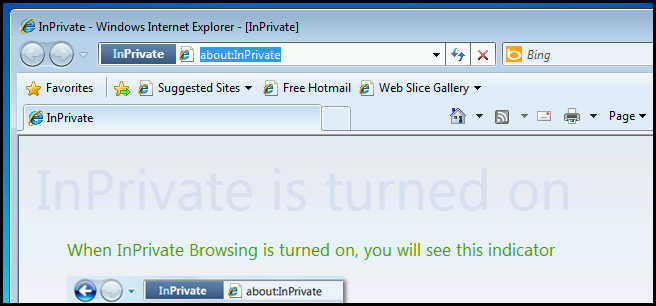 InPrivate - Windows Internet Explorer - [InPrivate]
InPrivate about:InPrivate Bing
Favorites Suggested Sites Free Hotmail Web Slice Gallery
InPrivate Page
InPrivate is turned on
When InPrivate Browsing is turned on, you will see this indicator
InPrivate about:InPrivate